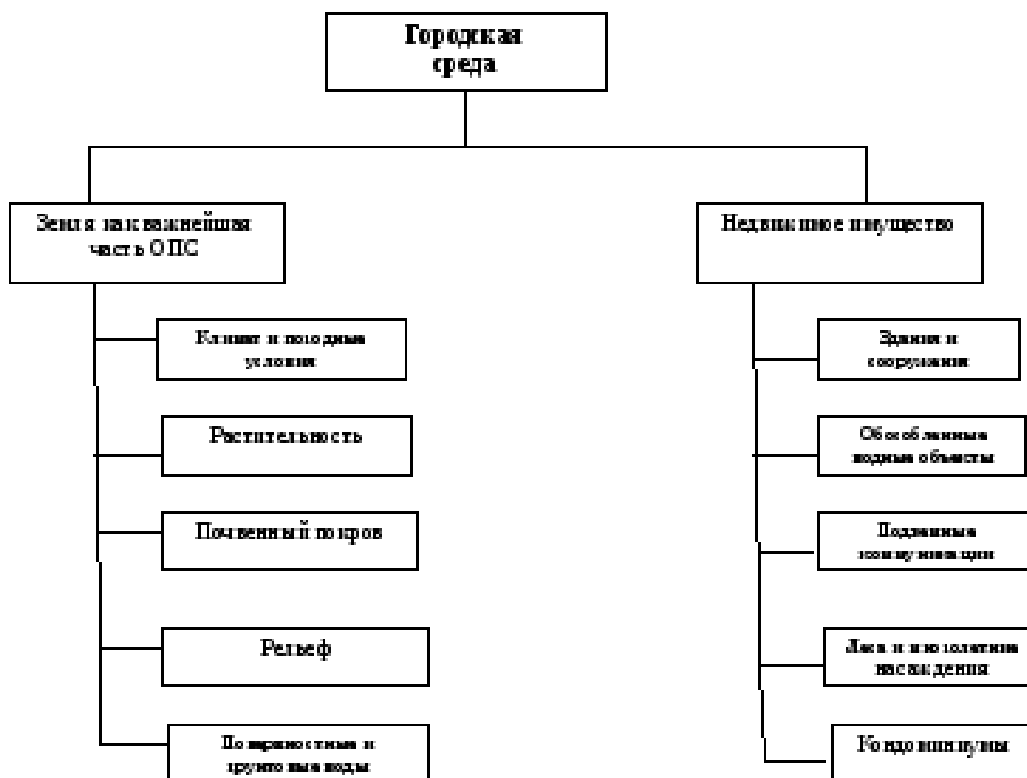 Городская
среда
Земля как важнейшая
часть ОПС
Недвижимое имущество
Климат и погодные
условия
Здания и
сооружения
Растительность
Обособленные
водные объекты
Почвенный покров
Подземные
коммуникации
Рельеф
Леса и многолетние
насаждения
Поверхностные и
грунтовые воды
Кондоминиумы